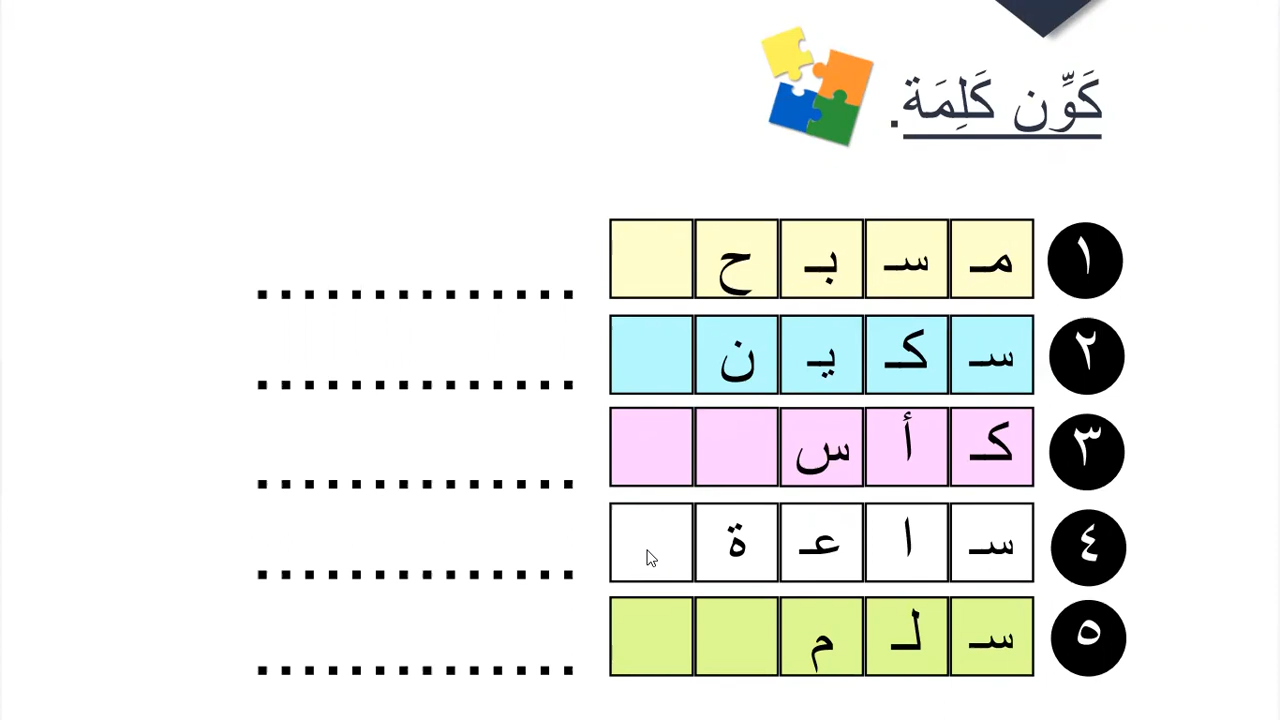 كَوِّن كَلِمَة.
١ مـ سـ بـ ح ..............
٢ سـ كـ يـ ن ..............
٣ كـ أ س ..............
٤ سـ ا عـ ة ..............
٥ سـ لـ م ..............